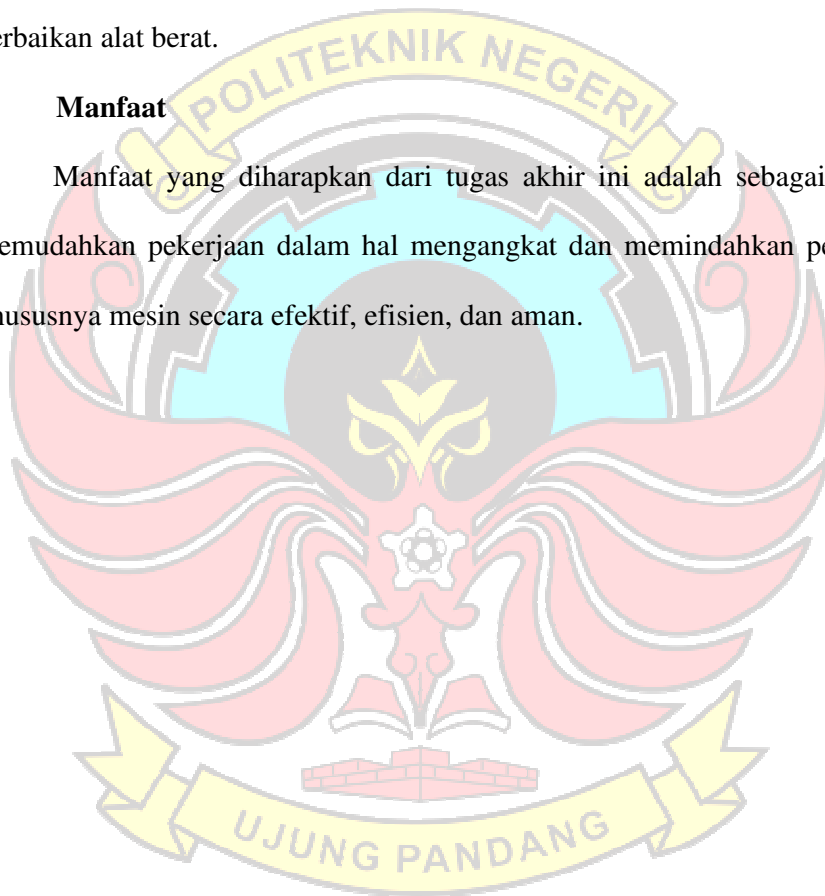 erbaikan alat berat.
POLITEKNIK NEGERI
Manfaat
Manfaat yang diharapkan dari tugas akhir ini adalah sebagai
emudahkan pekerjaan dalam hal mengangkat dan memindahkan pe
ususnya mesin secara efektif, efisien, dan aman.
UJUNG PANDANG